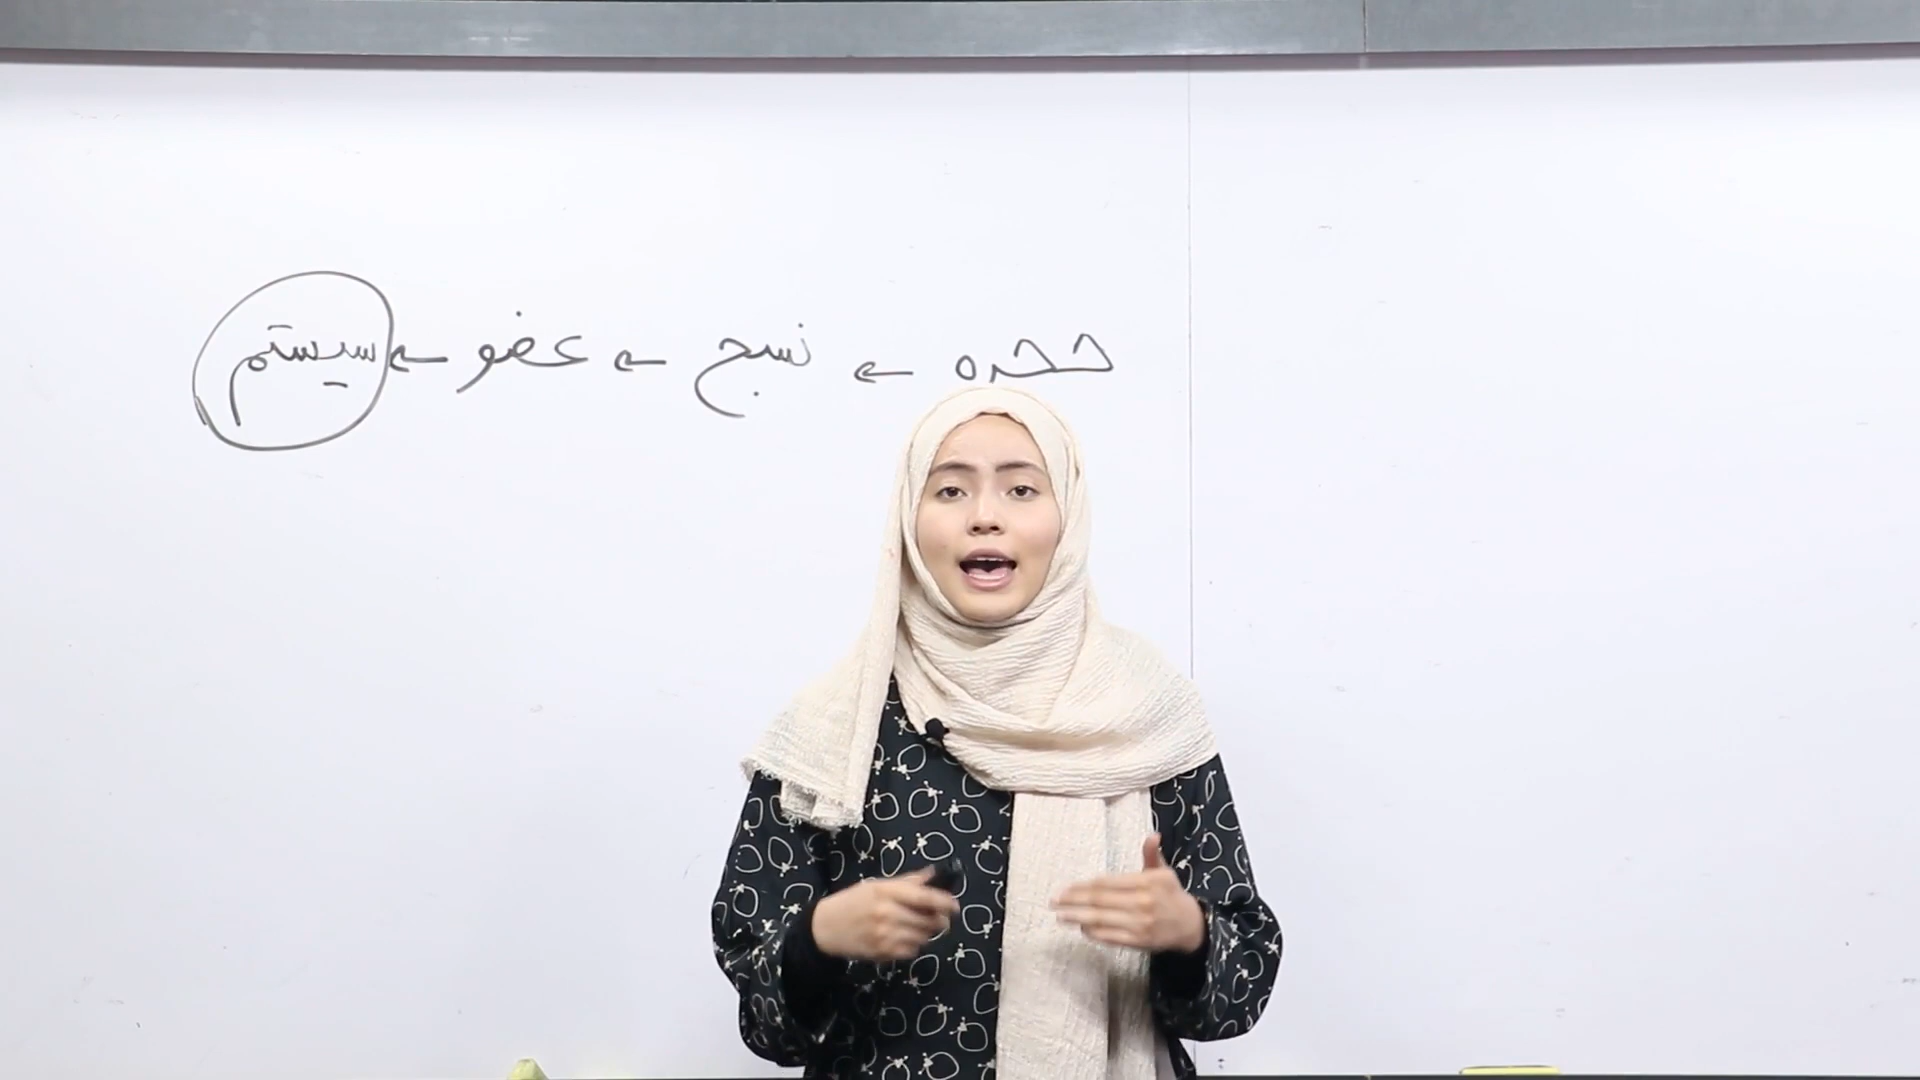 حجره ← نسج ← عضو ← سیستم